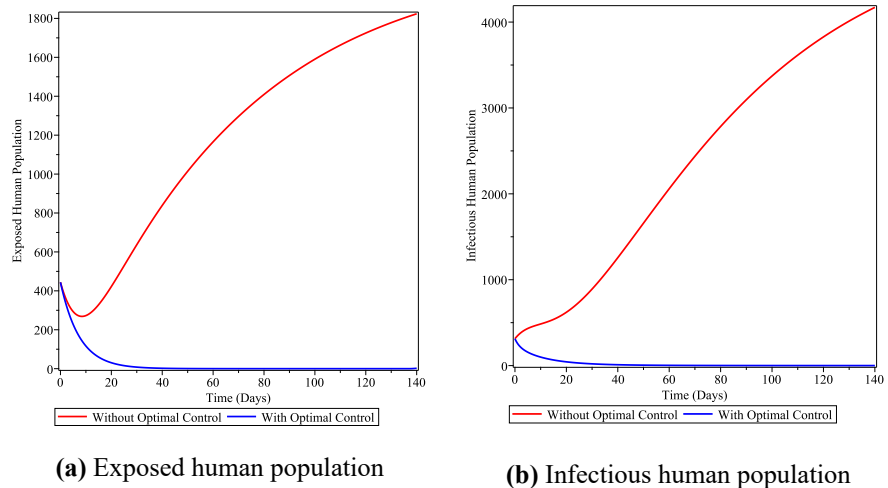 1800
1600
1400
1200
1000
800
600
400
200
0
Exposed Human Population
0 20 40 60 80 100 120 140
Time (Days)
Without Optimal Control With Optimal Control
(a) Exposed human population
4000
3000
2000
1000
0
Infectious Human Population
0 20 40 60 80 100 120 140
Time (Days)
Without Optimal Control With Optimal Control
(b) Infectious human population